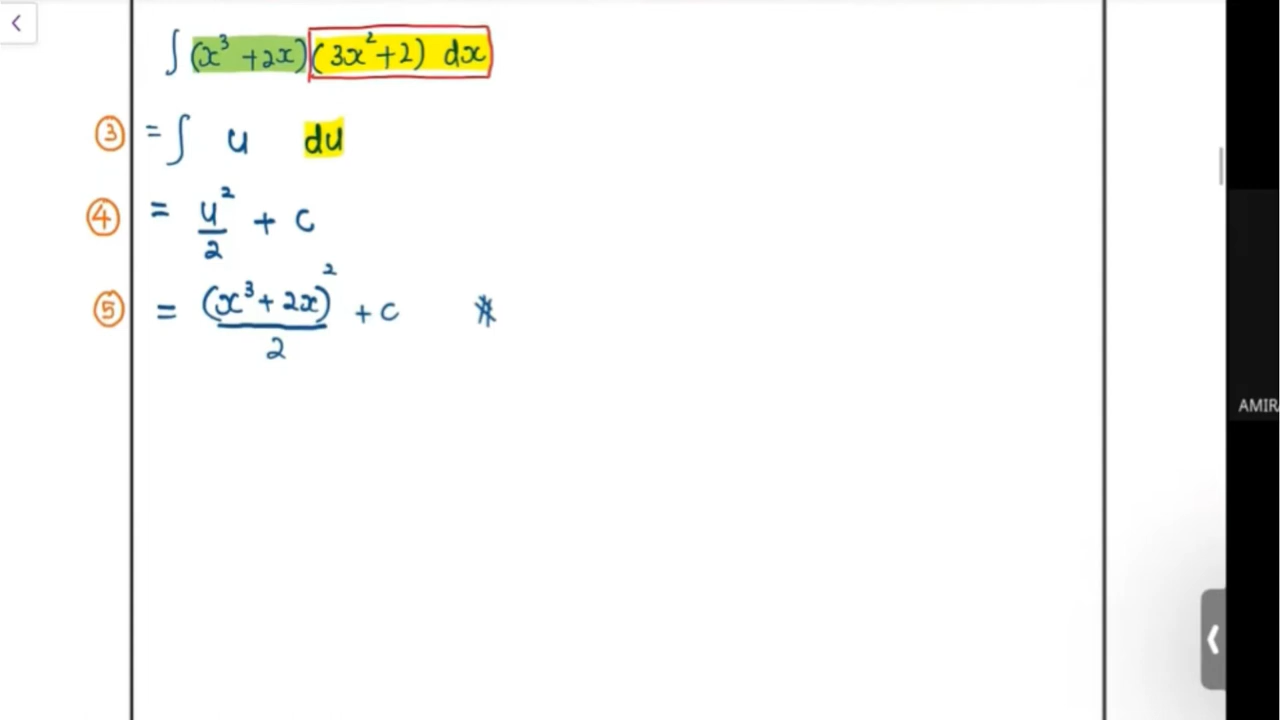 ∫ (x³ + 2x) (3x² + 2) dx
③ = ∫ u du
④ = u²/2 + c
⑤ = (x³ + 2x)²/2 + c *
AMIR